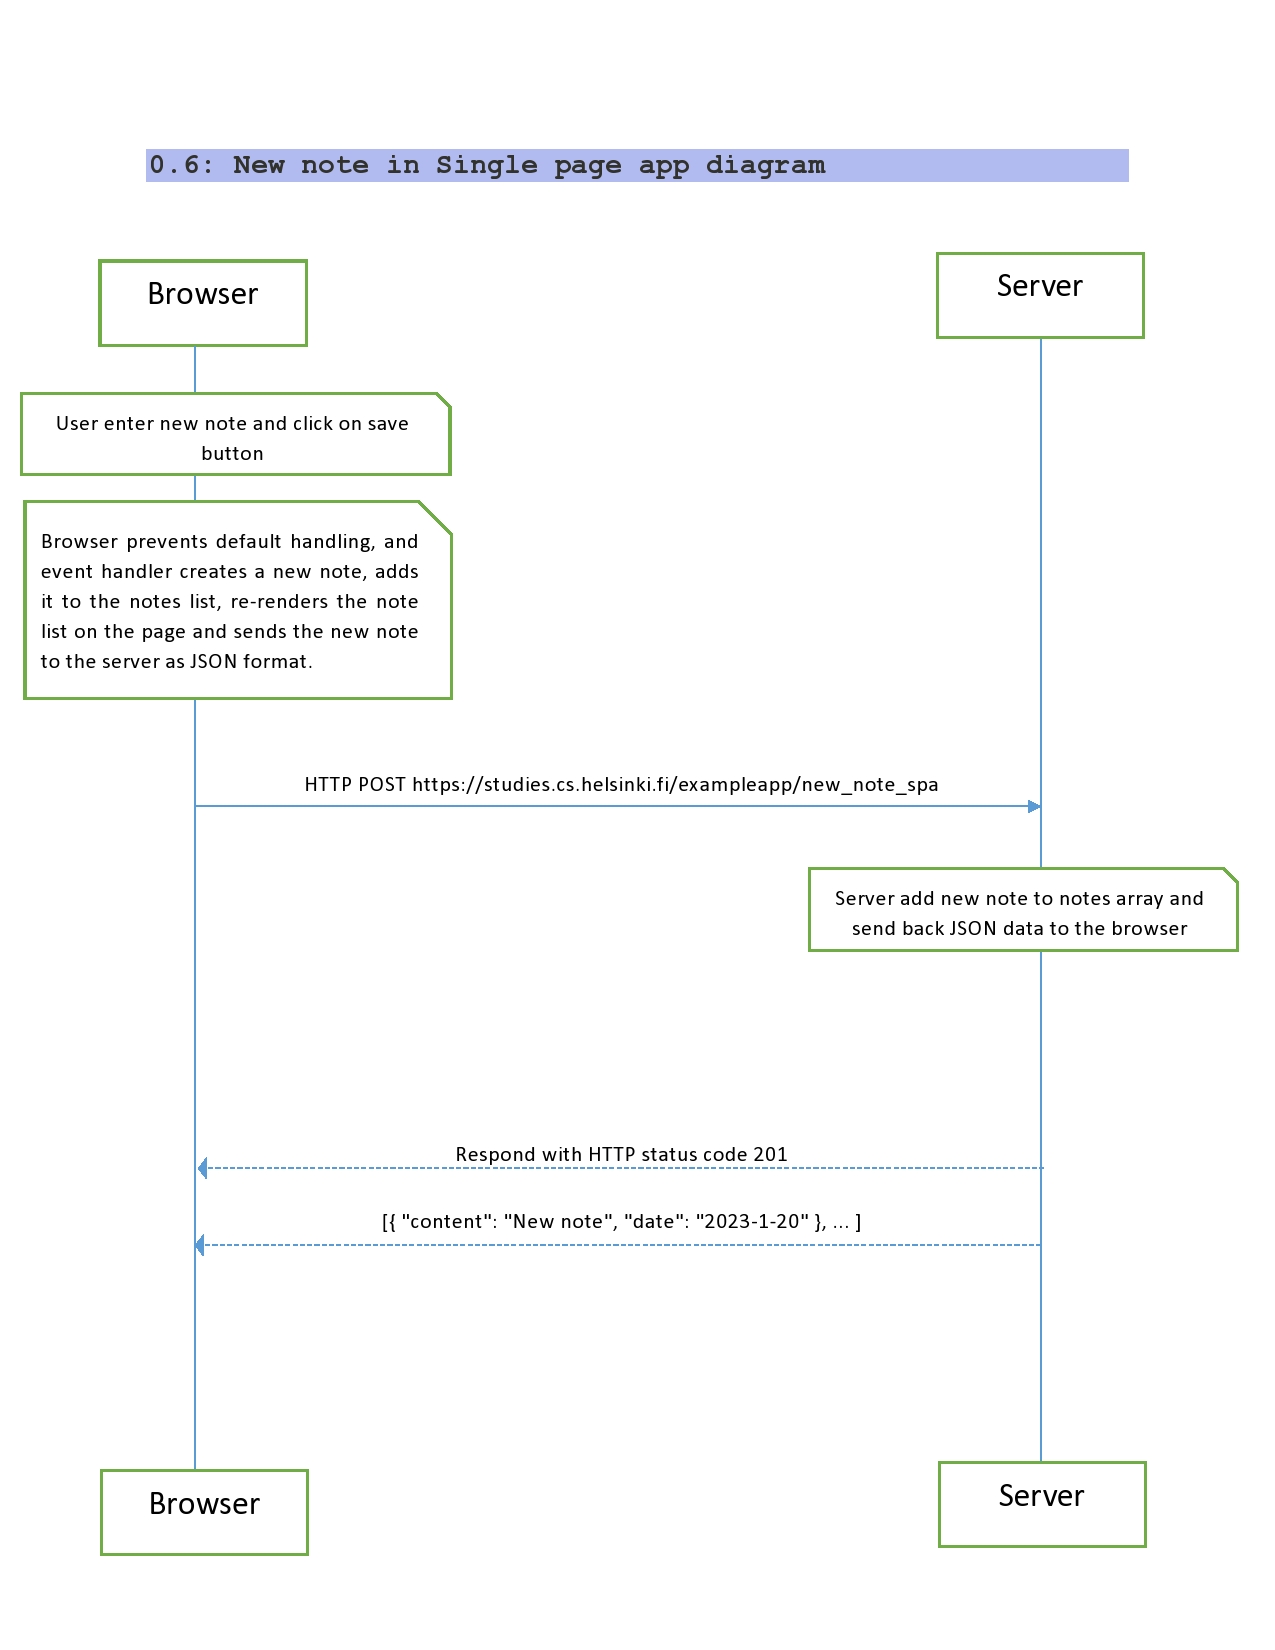 0.6: New note in Single page app diagram
Browser
Server
User enter new note and click on save
button
Browser prevents default handling, and
event handler creates a new note, adds
it to the notes list, re-renders the note
list on the page and sends the new note
to the server as JSON format.
HTTP POST https://studies.cs.helsinki.fi/exampleapp/new_note_spa
Server add new note to notes array and
send back JSON data to the browser
Respond with HTTP status code 201
[{ "content": "New note", "date": "2023-1-20" }, ... ]
Browser
Server